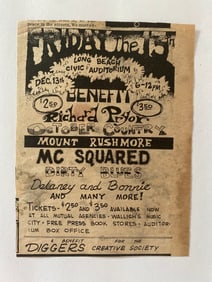 FRIDAY the 13th
LONG BEACH
CIVIC AUDITORIUM
DEC. 13th
6-12 P.M.
BENEFIT
$2.50
$3.50
Richard Pryor
OCTOBER COUNTRY
MOUNT RUSHMORE
MC SQUARED
DIRTY BLUES
Delaney and Bonnie
AND MANY MORE!
TICKETS - $2.50 AND $3.50 AVAILABLE NOW
AT ALL MUTUAL AGENCIES - WALLICH'S MUSIC
CITY - FREE PRESS BOOK STORES - AUDITOR-
IUM BOX OFFICE
A BENEFIT FOR THE
DIGGERS CREATIVE SOCIETY